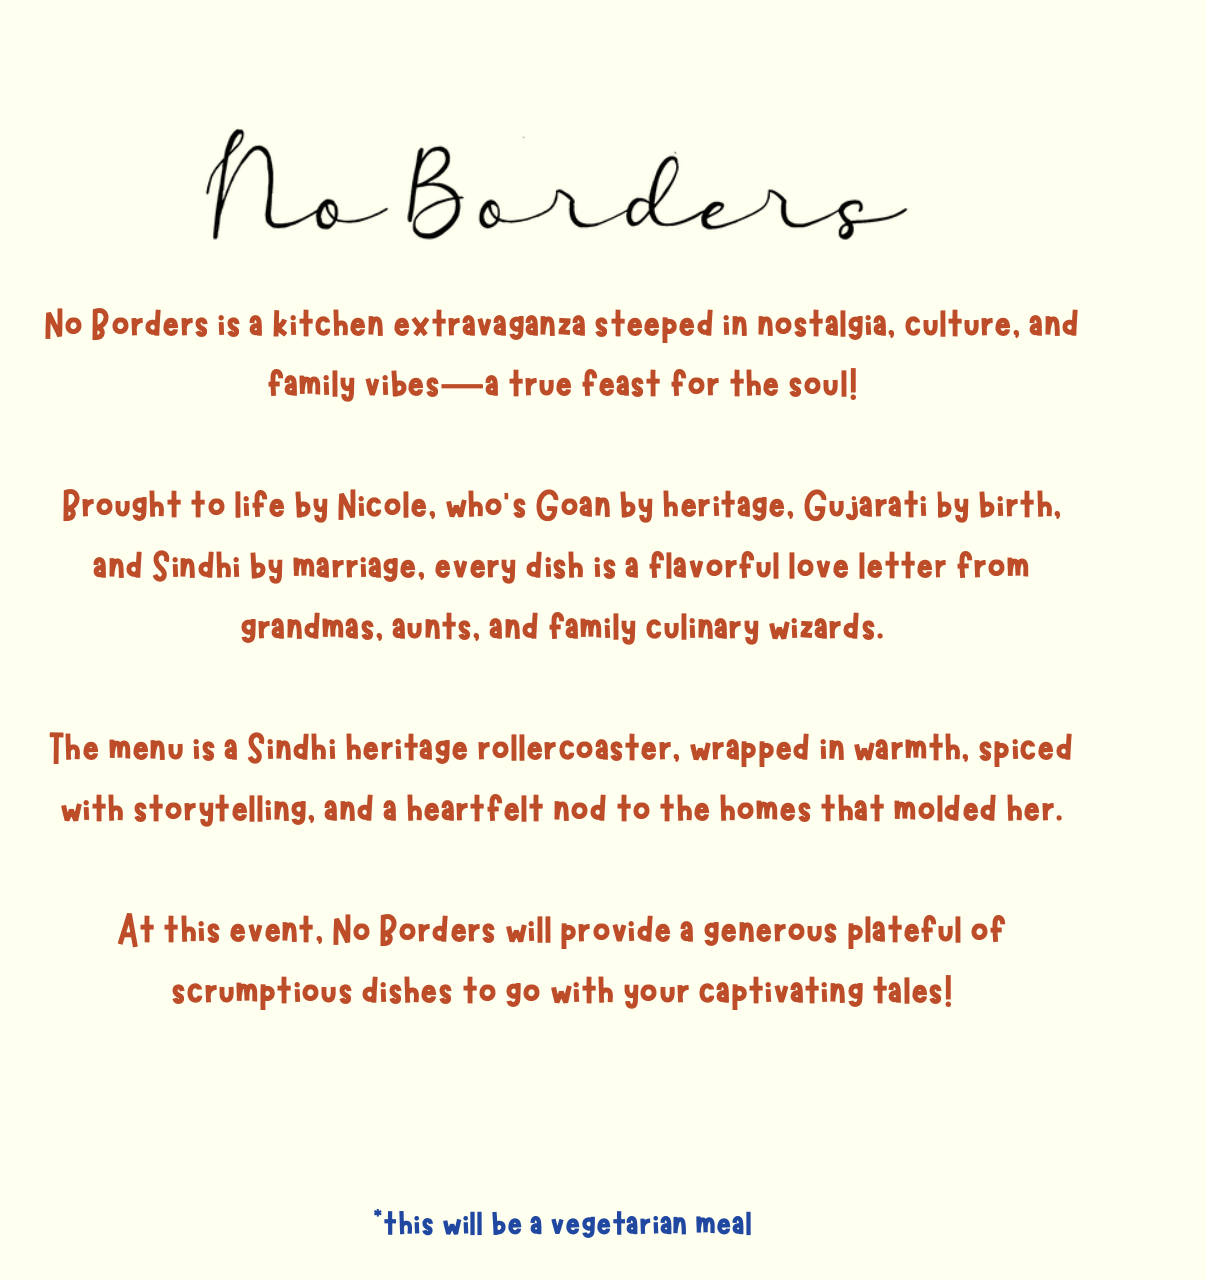 No Borders
No Borders is a kitchen extravaganza steeped in nostalgia, culture, and
family vibes—a true feast for the soul!
Brought to life by Nicole, who's Goan by heritage, Gujarati by birth,
and Sindhi by marriage, every dish is a flavorful love letter from
grandmas, aunts, and family culinary wizards.
The menu is a Sindhi heritage rollercoaster, wrapped in warmth, spiced
with storytelling, and a heartfelt nod to the homes that molded her.
At this event, No Borders will provide a generous plateful of
scrumptious dishes to go with your captivating tales!
*this will be a vegetarian meal